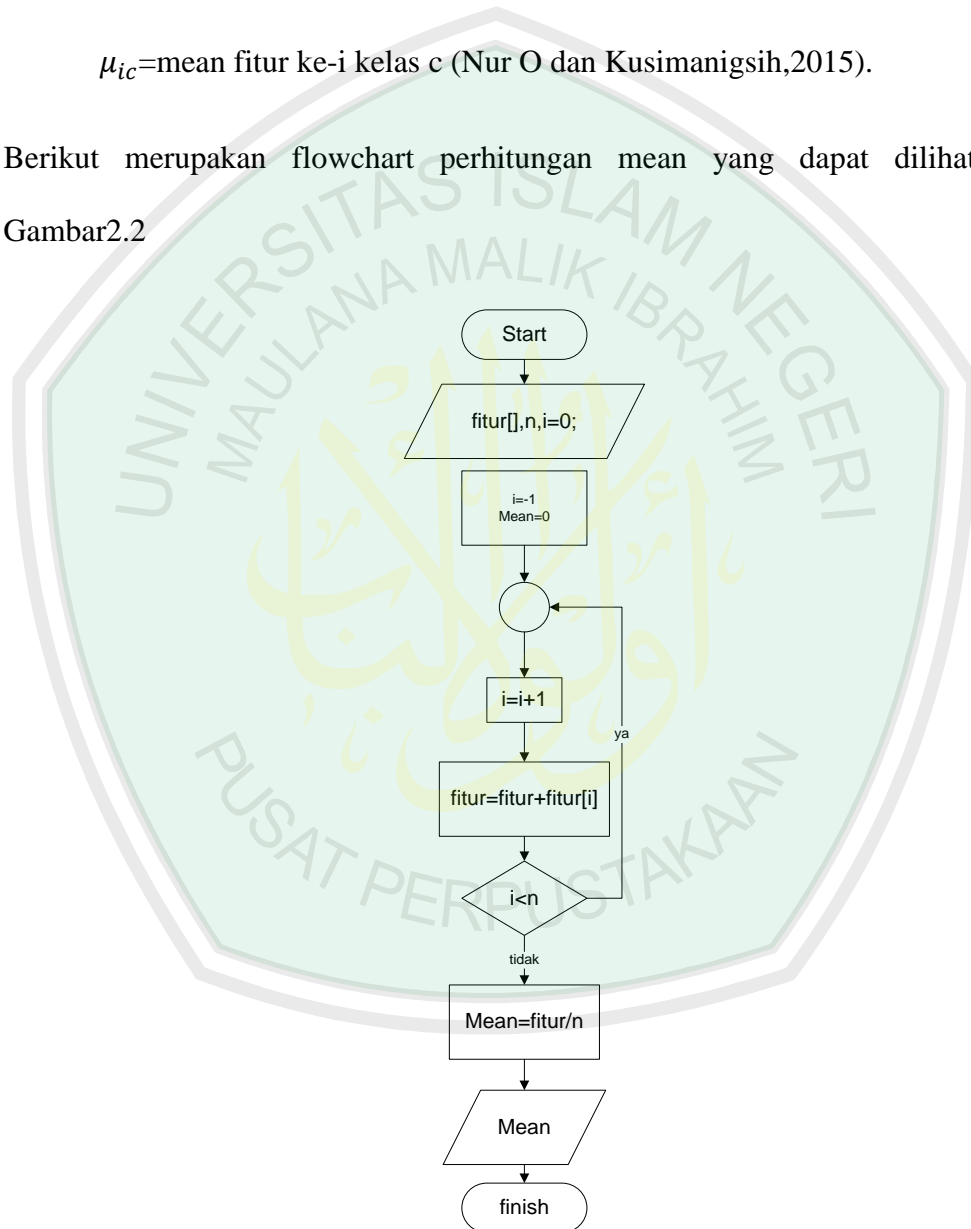 μic=mean fitur ke-i kelas c (Nur O dan Kusimanigsih,2015).
Berikut merupakan flowchart perhitungan mean yang dapat dilihat
Gambar2.2
UNIVERSITAS ISLAM NEGERI
MAULANA MALIK IBRAHIM
Start
fitur[],n,i=0;
i=-1
Mean=0
i=i+1
ya
fitur=fitur+fitur[i]
i<n
tidak
Mean=fitur/n
Mean
finish
PUSAT PERPUSTAKAAN